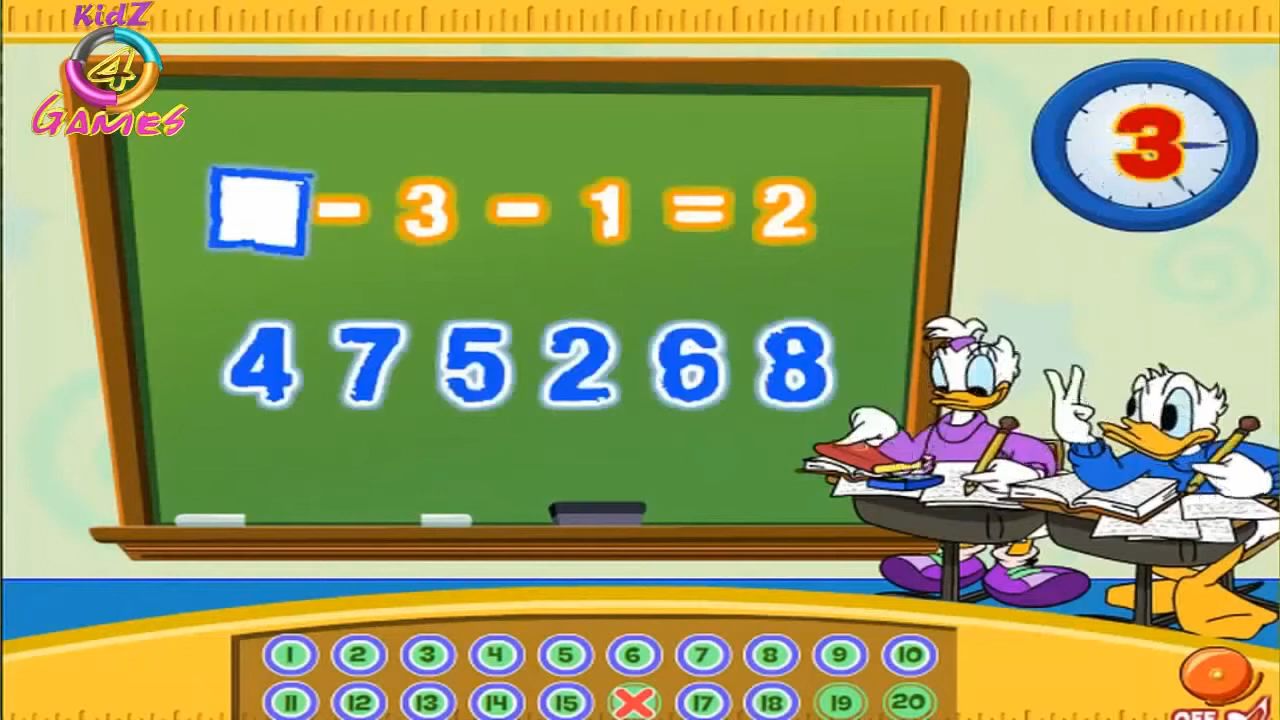 KidZ
4
GAMES
3
- 3 - 1 = 2
4 7 5 2 6 8
1 2 3 4 5 6 7 8 9 10
11 12 13 14 15 17 18 19 20
OFF